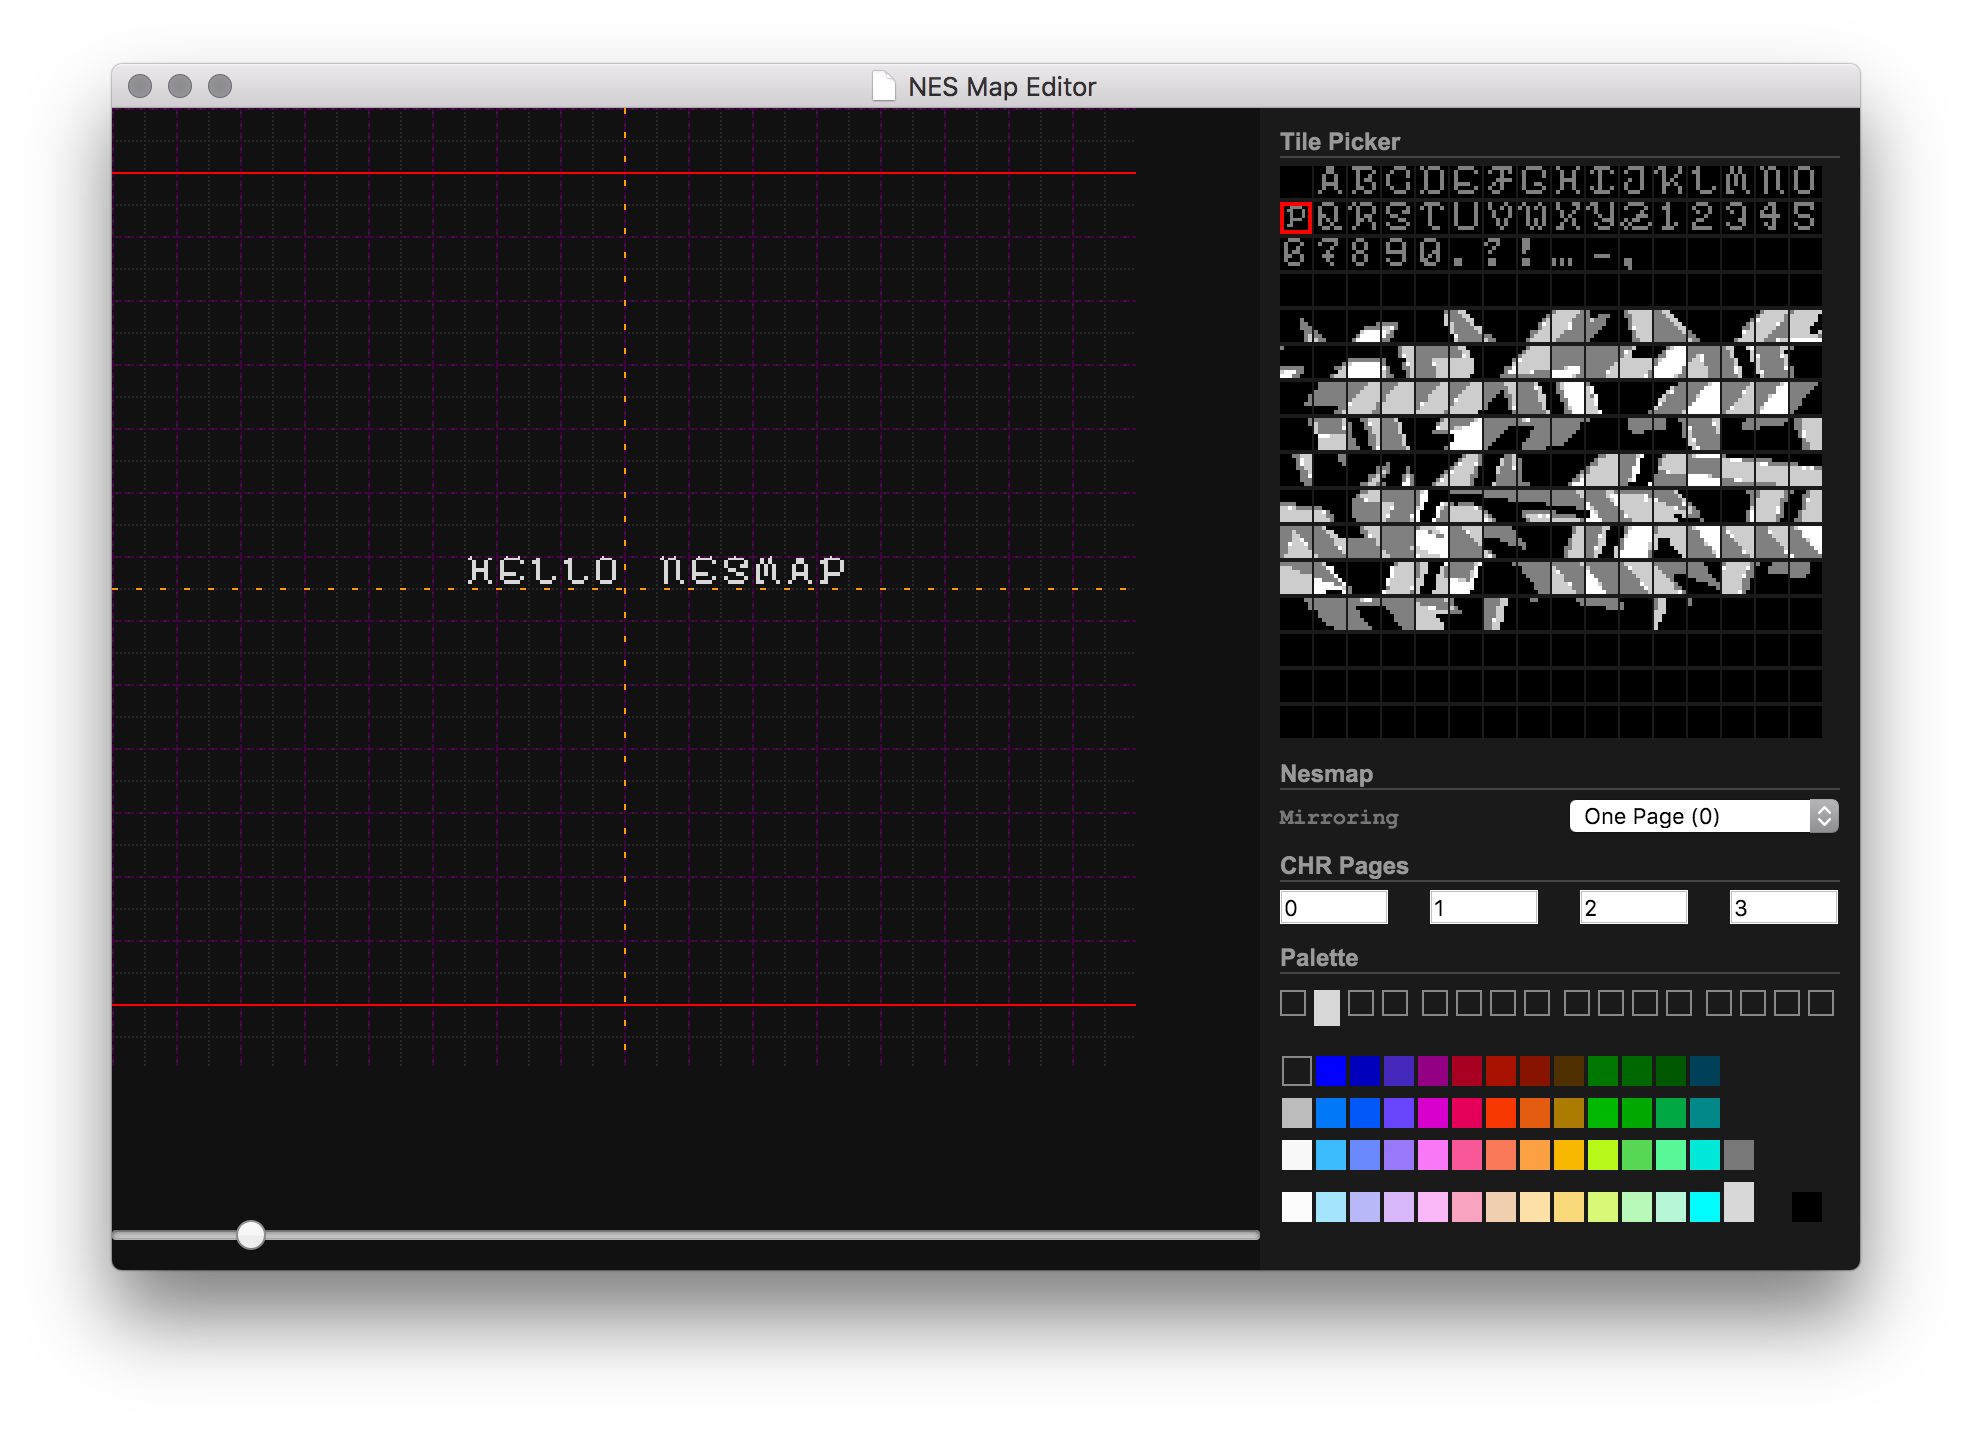 NES Map Editor
HELLO NESMAP
Tile Picker
A B C D E F G H I J K L M N O
P Q R S T U V W X Y Z 1 2 3 4 5
6 7 8 9 0 . ? ! … - ,
Nesmap
Mirroring
One Page (0)
CHR Pages
0 1 2 3
Palette